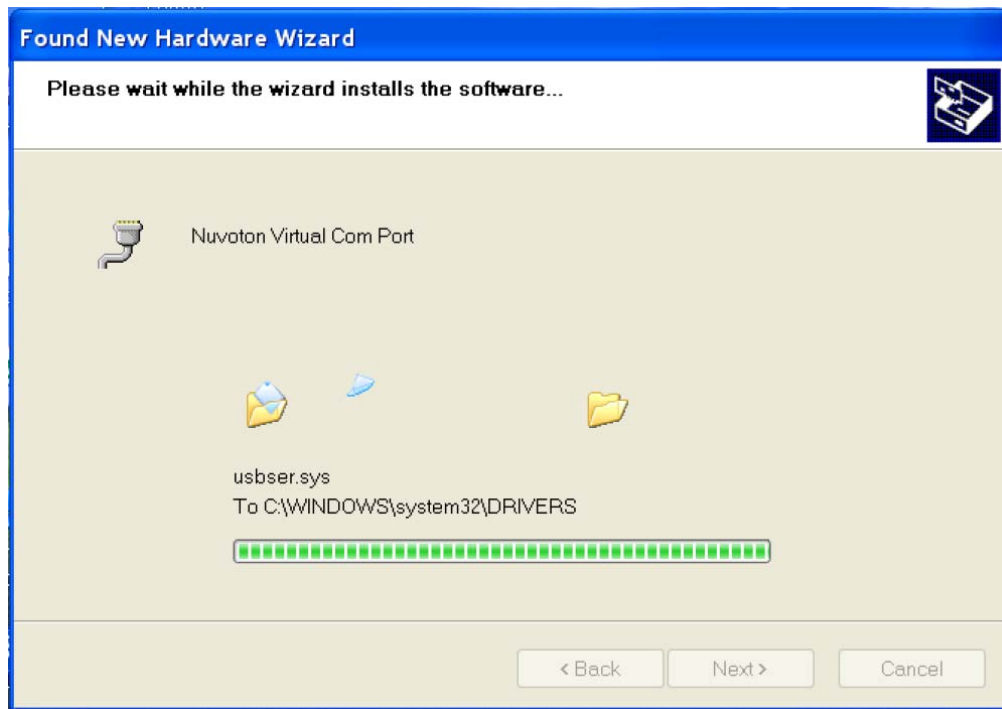 Found New Hardware Wizard
Please wait while the wizard installs the software...
Nuvoton Virtual Com Port
usbser.sys
To C:\WINDOWS\system32\DRIVERS
< Back Next > Cancel